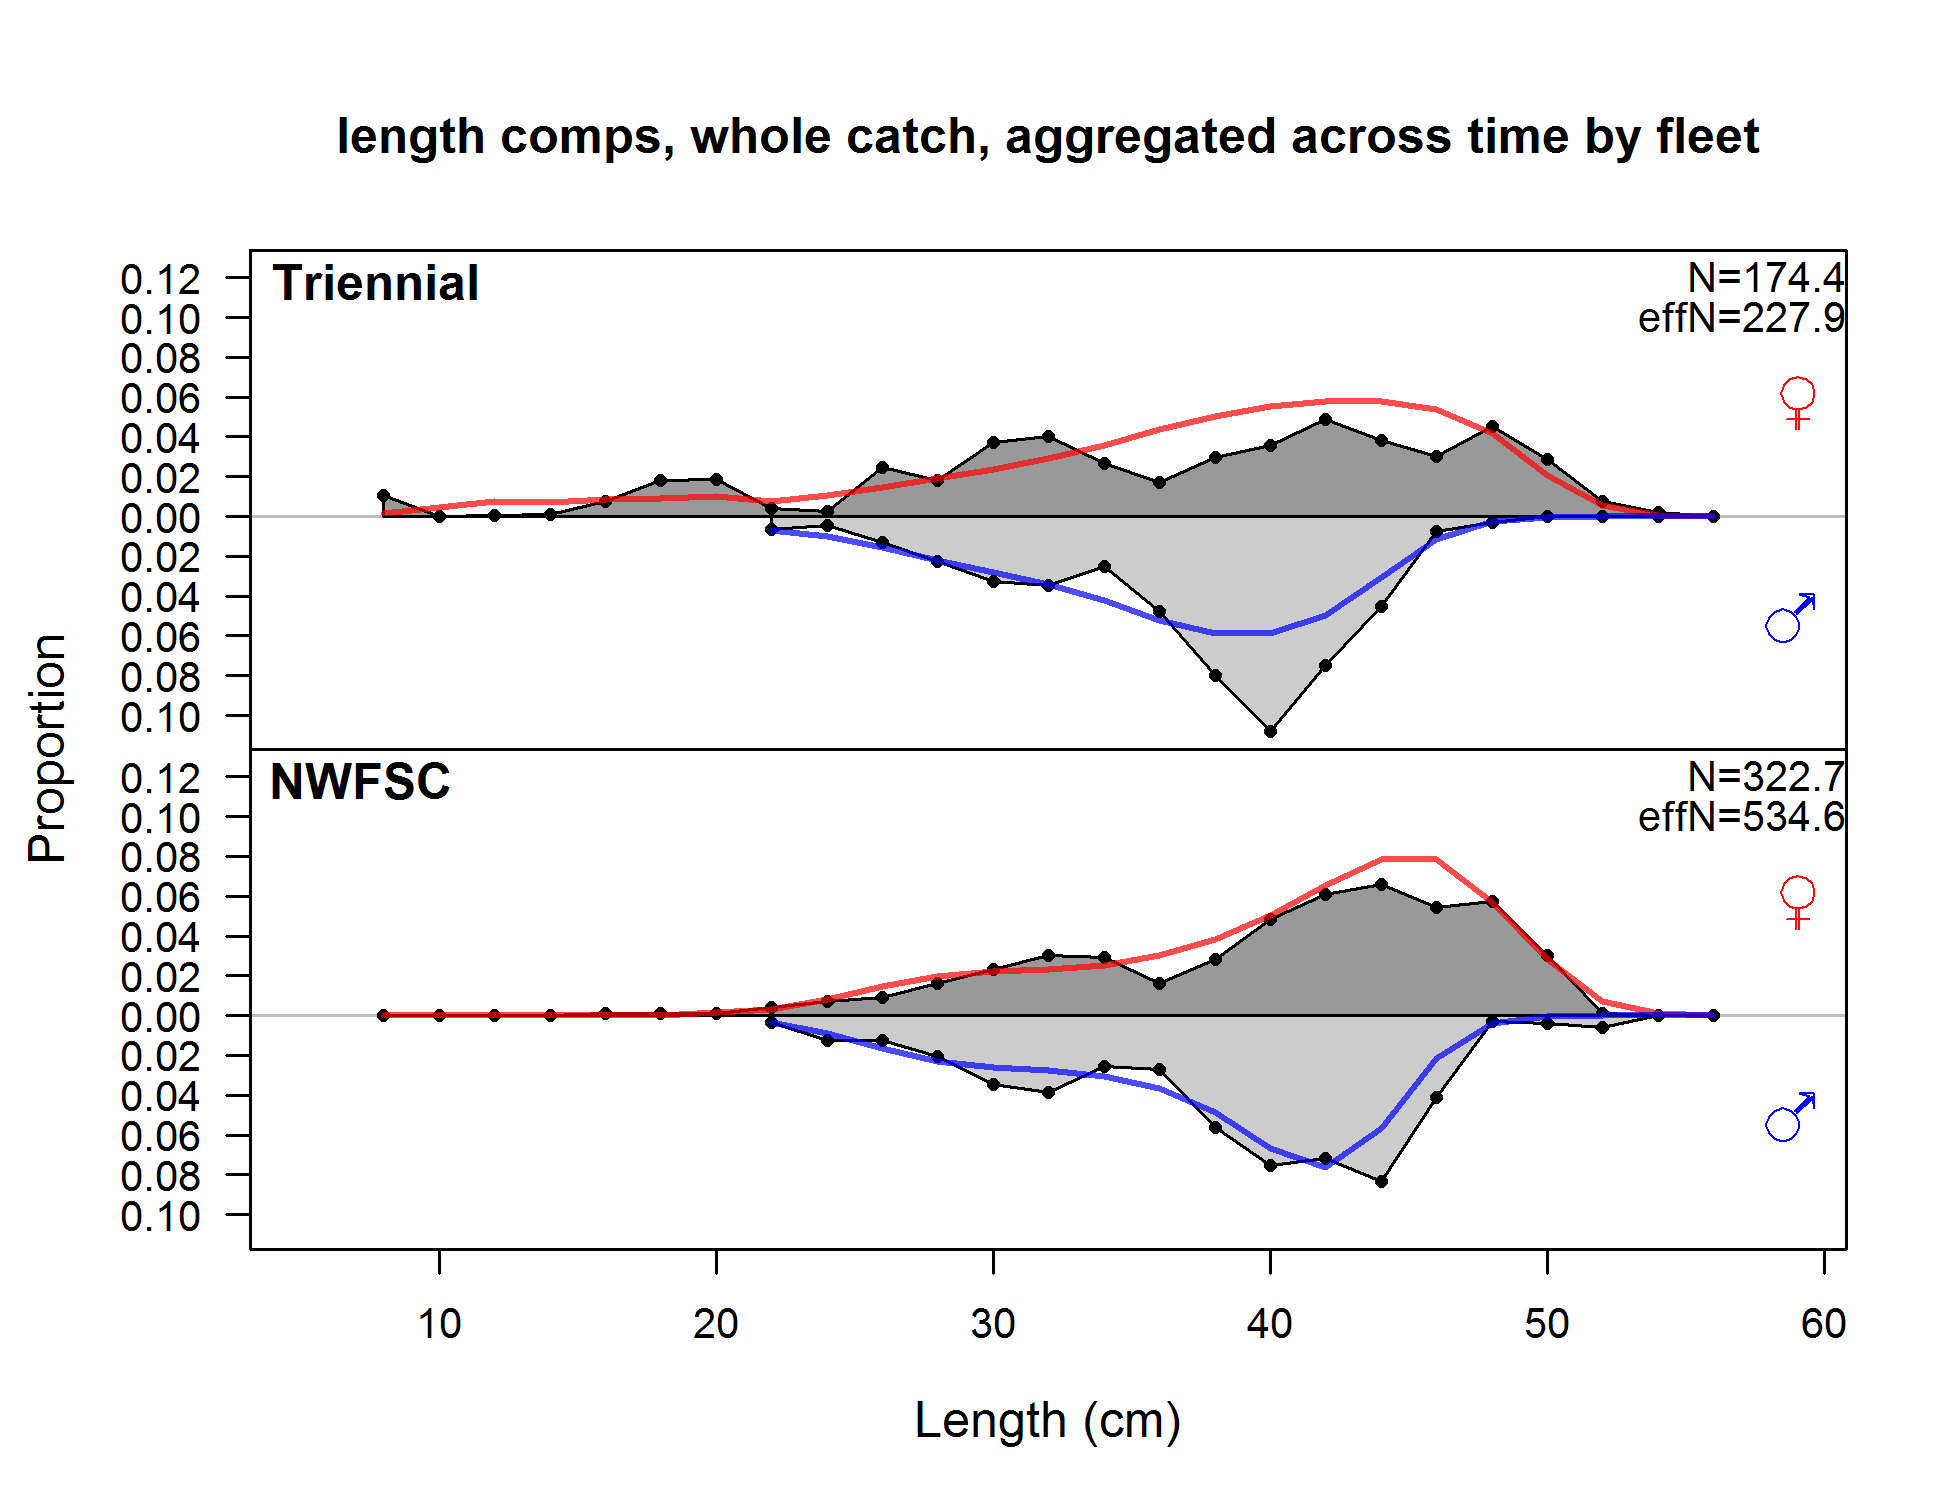 length comps, whole catch, aggregated across time by fleet
Triennial
N=174.4
effN=227.9
0.12
0.10
0.08
0.06
0.04
0.02
0.00
0.02
0.04
0.06
0.08
0.10
♀
♂
NWFSC
N=322.7
effN=534.6
0.12
0.10
0.08
0.06
0.04
0.02
0.00
0.02
0.04
0.06
0.08
0.10
♀
♂
Proportion
10 20 30 40 50 60
Length (cm)